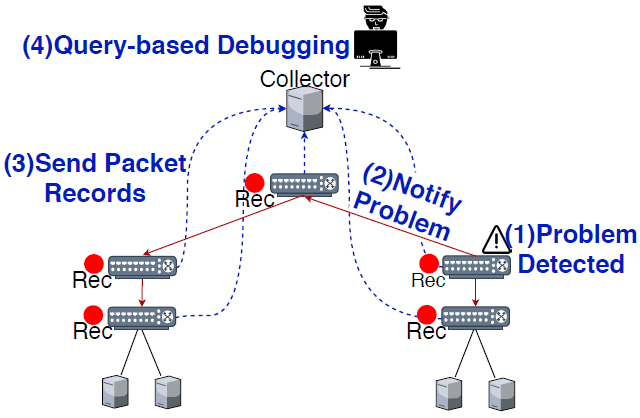 (4)Query-based Debugging
Collector
(3)Send Packet
Records
Rec
(2)Notify
Problem
(1)Problem
Detected
Rec
Rec
Rec
Rec